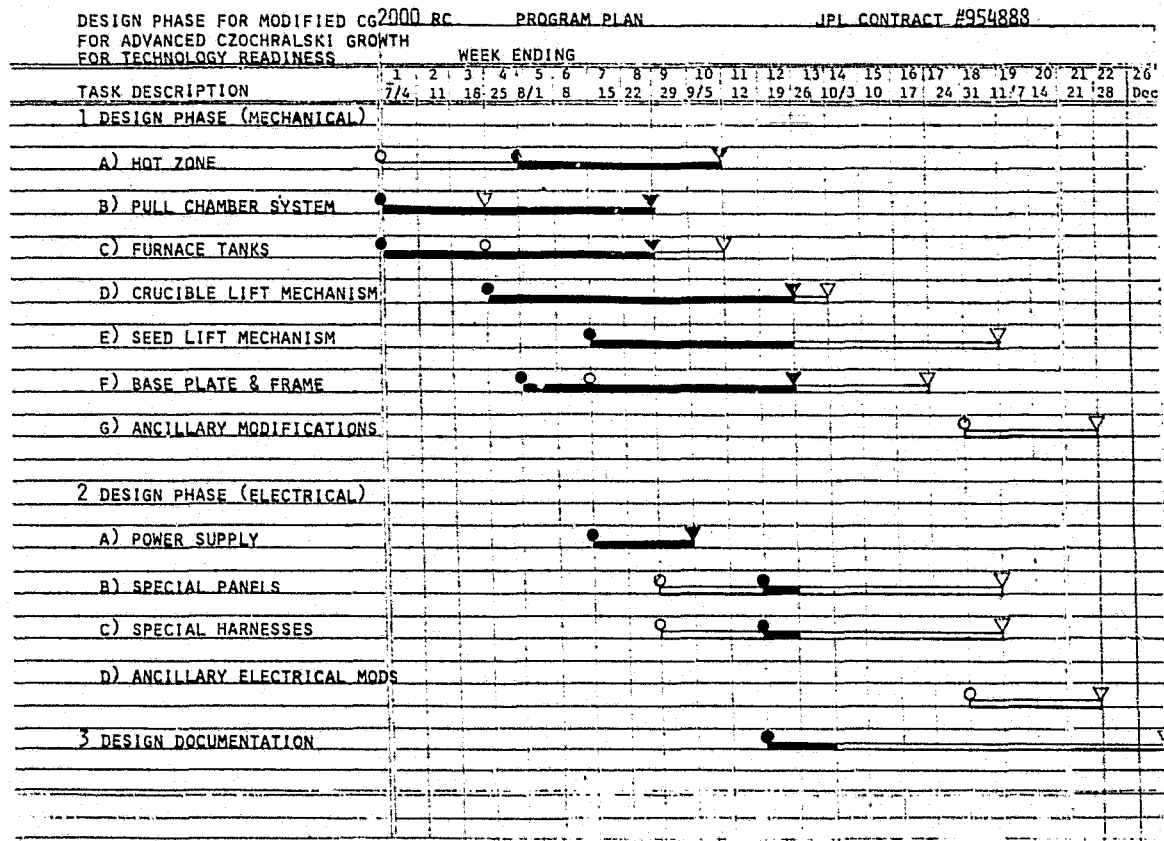 DESIGN PHASE FOR MODIFIED CG2000 RC PROGRAM PLAN JPL CONTRACT #954888
FOR ADVANCED CZOCHRALSKI GROWTH
FOR TECHNOLOGY READINESS WEEK ENDING
1 2 3 4 5 6 7 8 9 10 11 12 13 14 15 16 17 18 19 20 21 22 26
TASK DESCRIPTION 7/4 11 18 25 8/1 8 15 22 29 9/5 12 19 26 10/3 10 17 24 31 11/7 14 21 28 Dec
1 DESIGN PHASE (MECHANICAL)
A) HOT ZONE
B) PULL CHAMBER SYSTEM
C) FURNACE TANKS
D) CRUCIBLE LIFT MECHANISM
E) SEED LIFT MECHANISM
F) BASE PLATE & FRAME
G) ANCILLARY MODIFICATIONS
2 DESIGN PHASE (ELECTRICAL)
A) POWER SUPPLY
B) SPECIAL PANELS
C) SPECIAL HARNESSES
D) ANCILLARY ELECTRICAL MODS
3 DESIGN DOCUMENTATION